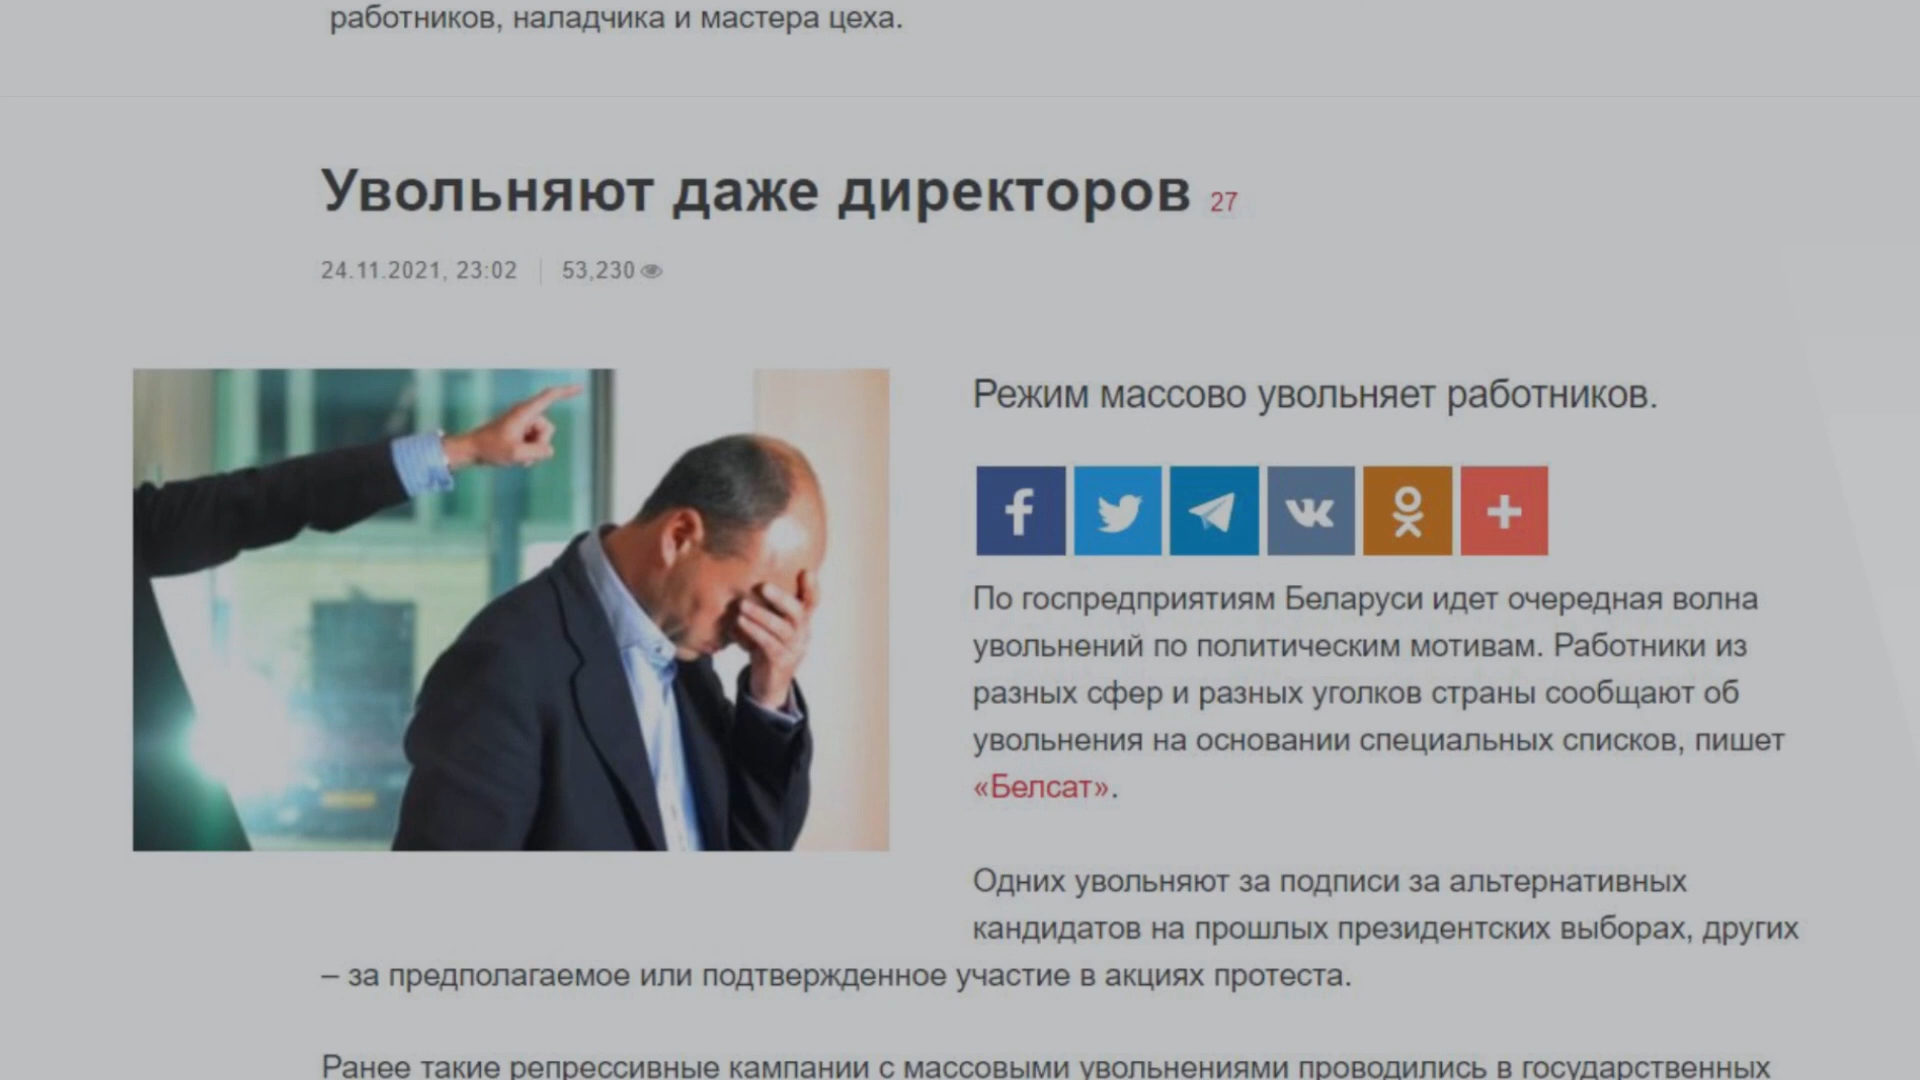 работников, наладчика и мастера цеха.
Увольняют даже директоров 27
24.11.2021, 23:02 53,230
Режим массово увольняет работников.
По госпредприятиям Беларуси идет очередная волна
увольнений по политическим мотивам. Работники из
разных сфер и разных уголков страны сообщают об
увольнения на основании специальных списков, пишет
«Белсат».
Одних увольняют за подписи за альтернативных
кандидатов на прошлых президентских выборах, других
– за предполагаемое или подтвержденное участие в акциях протеста.
Ранее такие репрессивные кампании с массовыми увольнениями проводились в государственных